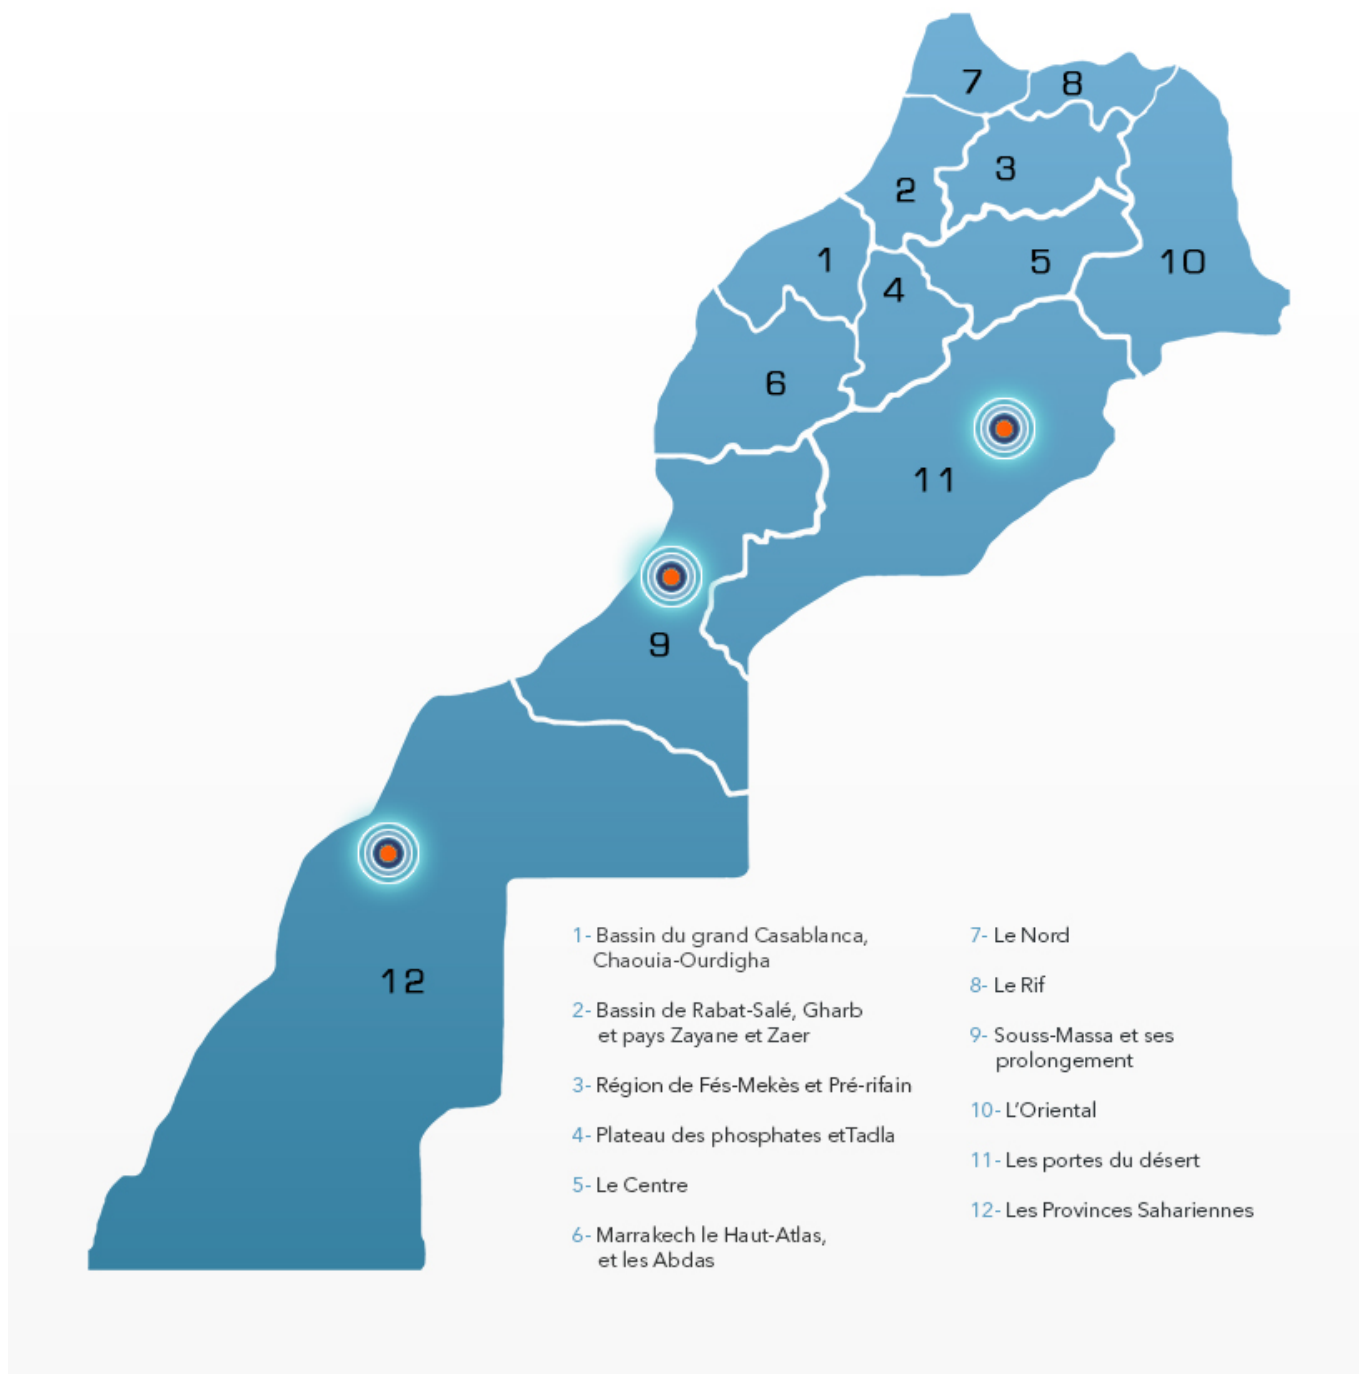 7
8
3
2
1
5
10
4
6
11
9
12
1- Bassin du grand Casablanca,
Chaouia-Ourdigha
2- Bassin de Rabat-Salé, Gharb
et pays Zayane et Zaer
3- Région de Fés-Mekès et Pré-rifain
4- Plateau des phosphates etTadla
5- Le Centre
6- Marrakech le Haut-Atlas,
et les Abdas
7- Le Nord
8- Le Rif
9- Souss-Massa et ses
prolongement
10- L'Oriental
11- Les portes du désert
12- Les Provinces Sahariennes